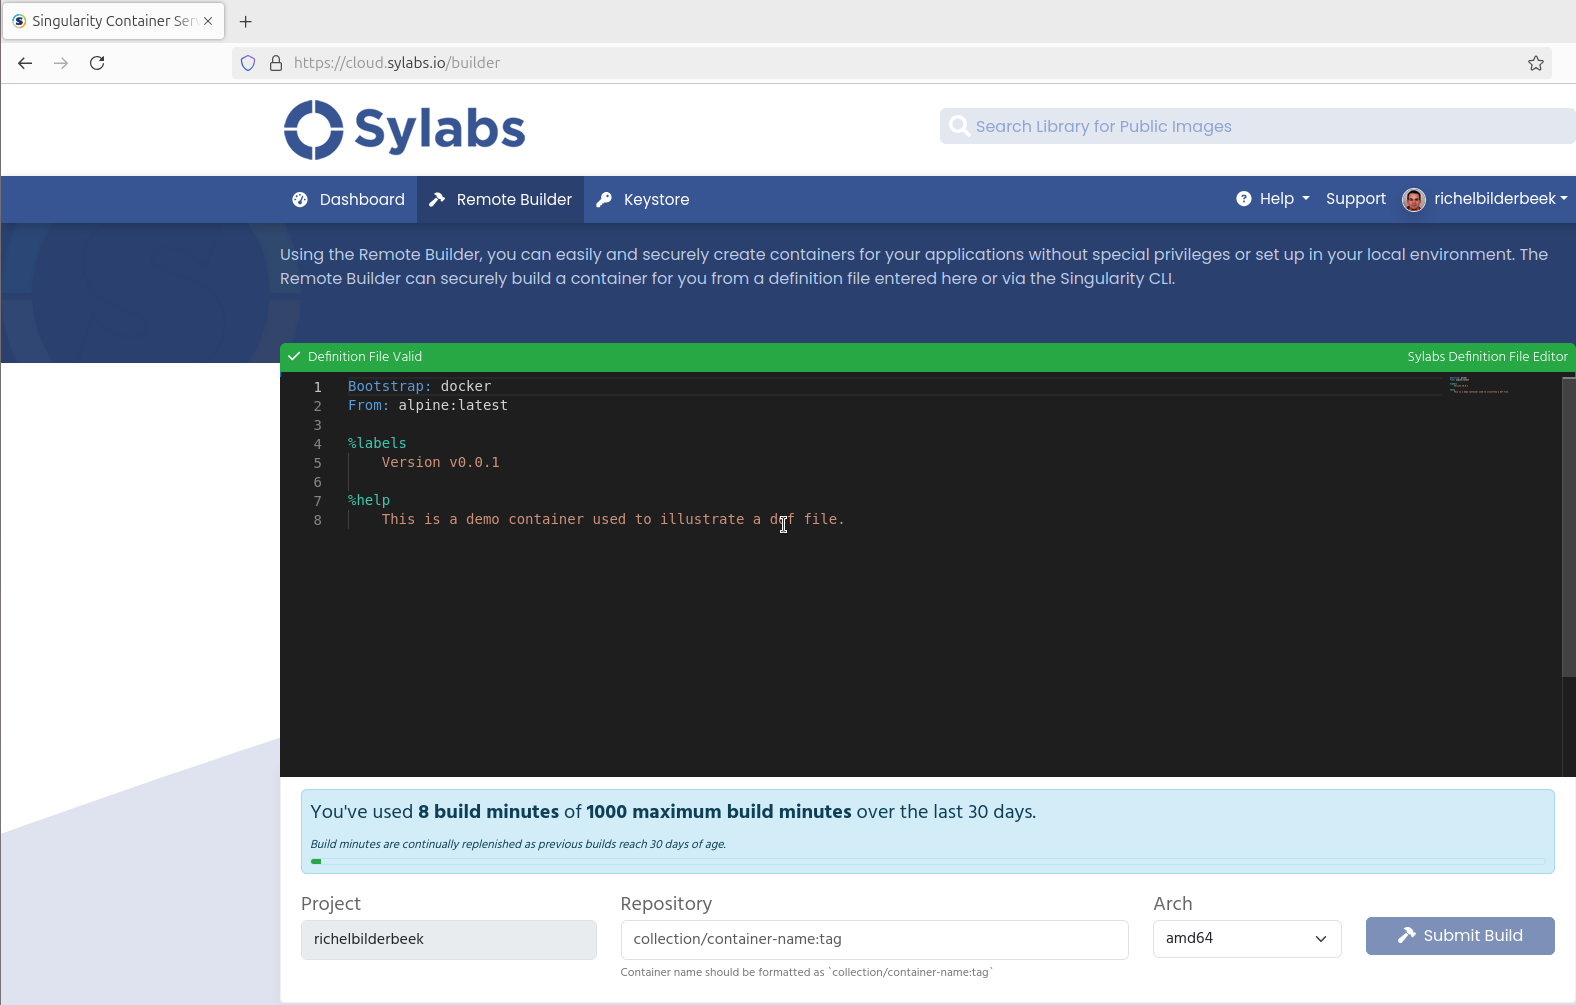 Singularity Container Ser
https://cloud.sylabs.io/builder
Sylabs
Search Library for Public Images
Dashboard
Remote Builder
Keystore
Help
Support
richelbilderbeek
Using the Remote Builder, you can easily and securely create containers for your applications without special privileges or set up in your local environment. The
Remote Builder can securely build a container for you from a definition file entered here or via the Singularity CLI.
Definition File Valid
Sylabs Definition File Editor
1 Bootstrap: docker
2 From: alpine:latest
3
4 %labels
5 Version v0.0.1
6
7 %help
8 This is a demo container used to illustrate a def file.
You've used 8 build minutes of 1000 maximum build minutes over the last 30 days.
Build minutes are continually replenished as previous builds reach 30 days of age.
Project
richelbilderbeek
Repository
collection/container-name:tag
Container name should be formatted as `collection/container-name:tag`
Arch
amd64
Submit Build